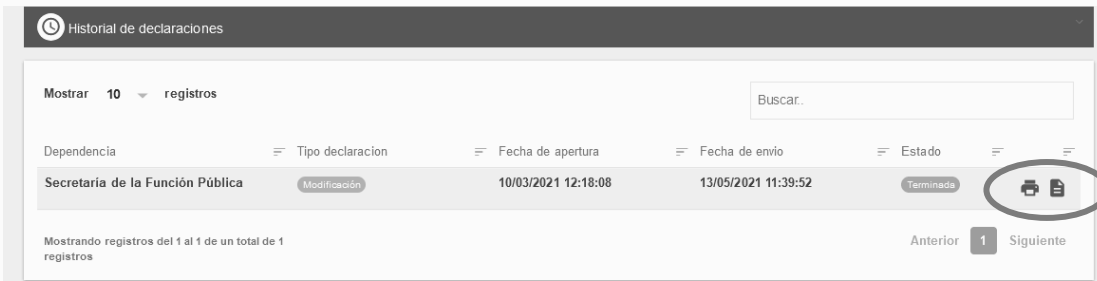 Historial de declaraciones
Mostrar 10 registros
Buscar..
Dependencia Tipo declaracion Fecha de apertura Fecha de envio Estado
Secretaría de la Función Pública Modificación 10/03/2021 12:18:08 13/05/2021 11:39:52 Terminada
Mostrando registros del 1 al 1 de un total de 1
registros
Anterior 1 Siguiente